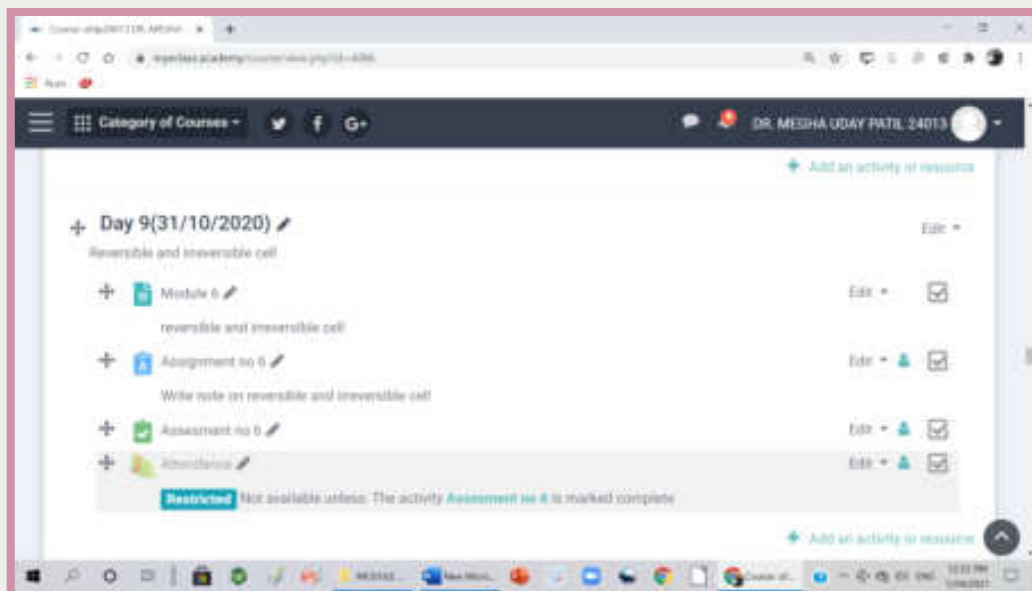 Category of Courses
G+
DR. MEGHA UDAY PATIL 24013
Add an activity or resource
Day 9(31/10/2020)
Edit
Reversible and irreversible cell
Module 6
Edit
reversible and irreversible cell
Assignment no 6
Edit
Write note on reversible and irreversible cell
Assesment no 6
Edit
Attendance
Edit
Restricted Not available unless: The activity Assessment no 6 is marked complete
Add an activity or resource